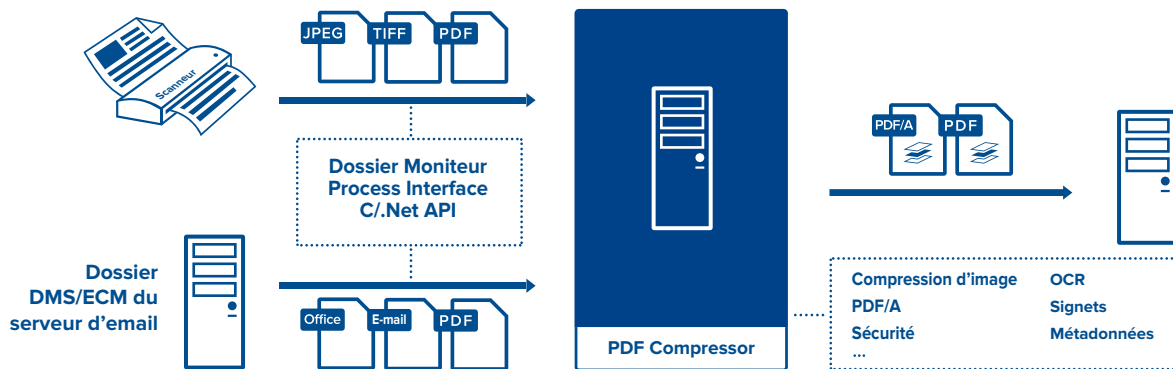 JPEG
TIFF
PDF
Scanneur
Dossier Moniteur
Process Interface
C/.Net API
Dossier
DMS/ECM du
serveur d'email
Office
E-mail
PDF
PDF Compressor
PDF/A
PDF
Compression d'image
PDF/A
Sécurité
...
OCR
Signets
Métadonnées